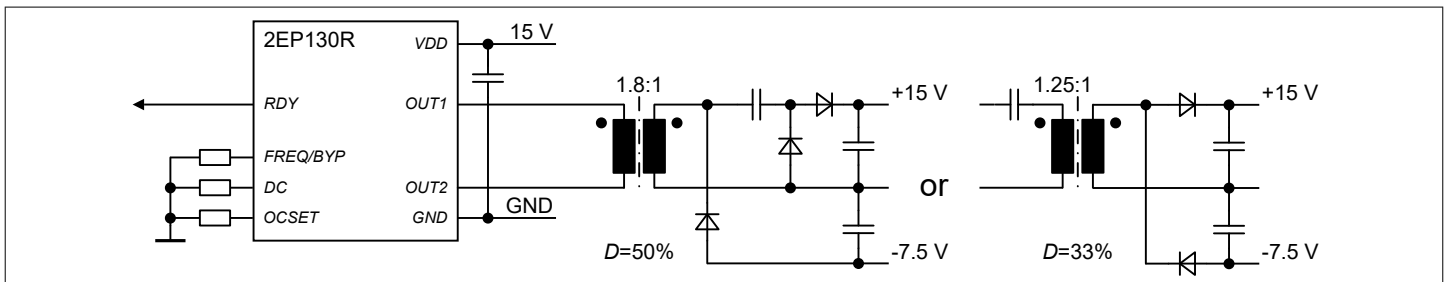 2EP130R
VDD
15 V
RDY
OUT1
1.8:1
+15 V
1.25:1
+15 V
FREQ/BYP
DC
OUT2
or
OCSET
GND
GND
D=50%
-7.5 V
D=33%
-7.5 V